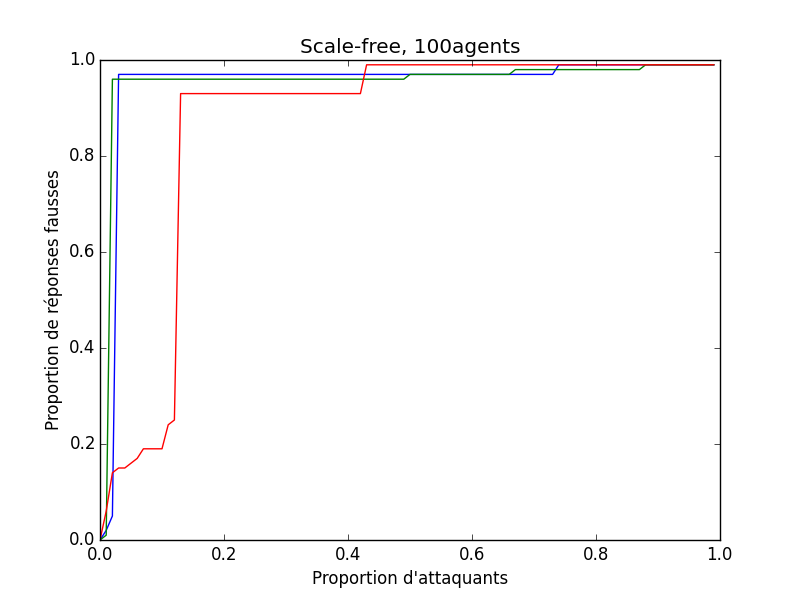 Scale-free, 100agents
1.0
0.8
0.6
0.4
0.2
0.0
Proportion de réponses fausses
0.0 0.2 0.4 0.6 0.8 1.0
Proportion d'attaquants